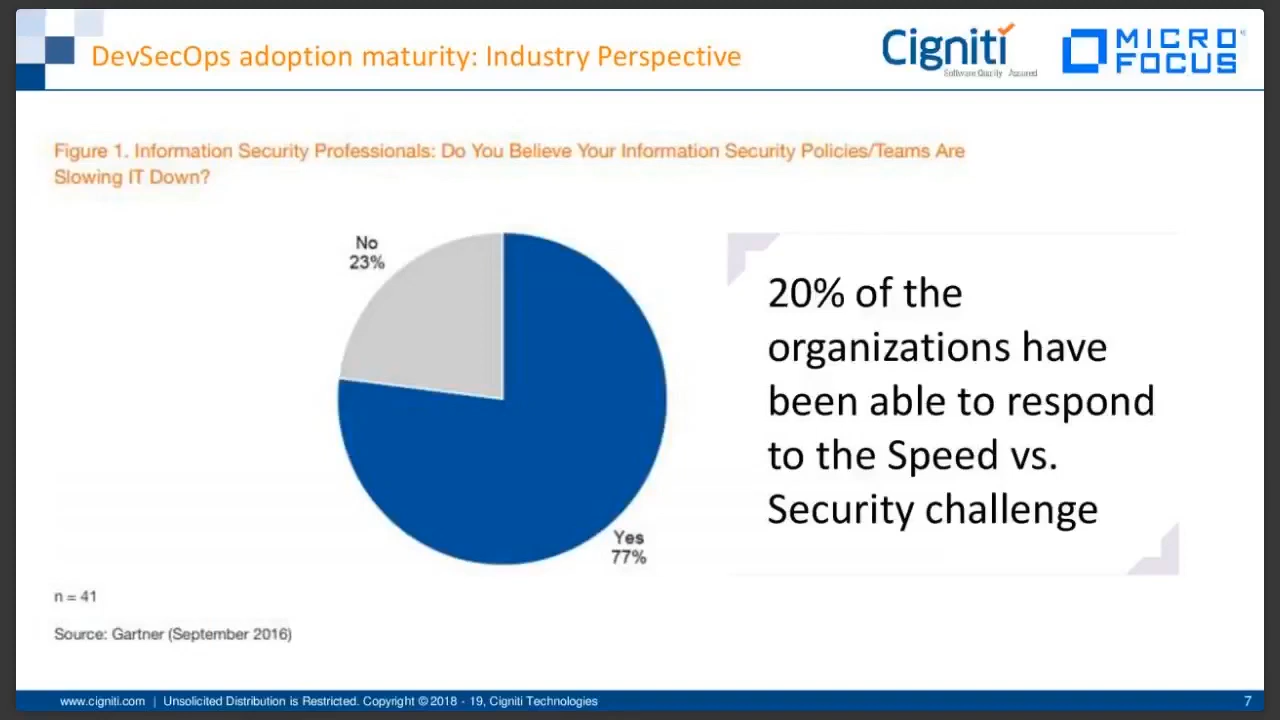 DevSecOps adoption maturity: Industry Perspective
Cigniti
Software Quality Assured
MICRO
FOCUS
Figure 1. Information Security Professionals: Do You Believe Your Information Security Policies/Teams Are
Slowing IT Down?
No
23%
20% of the
organizations have
been able to respond
to the Speed vs.
Security challenge
Yes
77%
n = 41
Source: Gartner (September 2016)
www.cigniti.com | Unsolicited Distribution is Restricted. Copyright © 2018 - 19, Cigniti Technologies
7